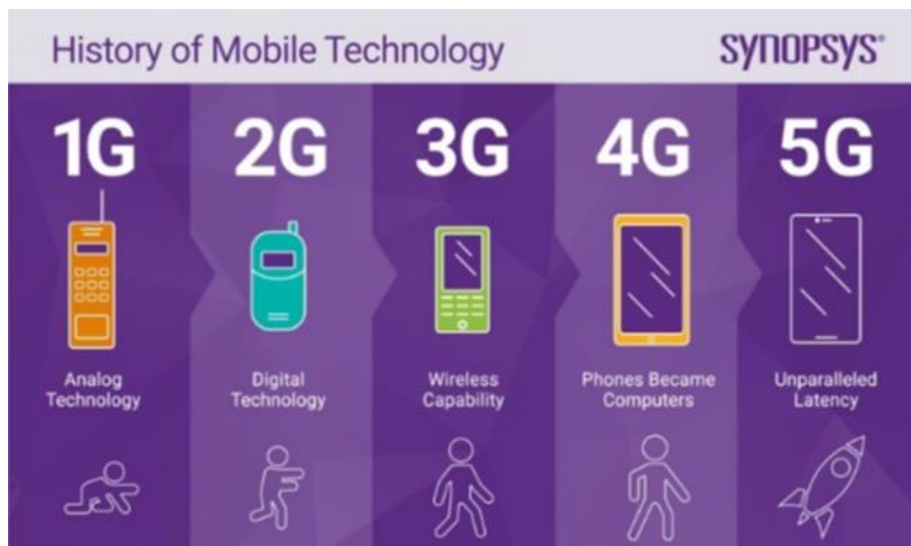 History of Mobile Technology
SYNOPSYS®
1G
2G
3G
4G
5G
Analog
Technology
Digital
Technology
Wireless
Capability
Phones Became
Computers
Unparalleled
Latency